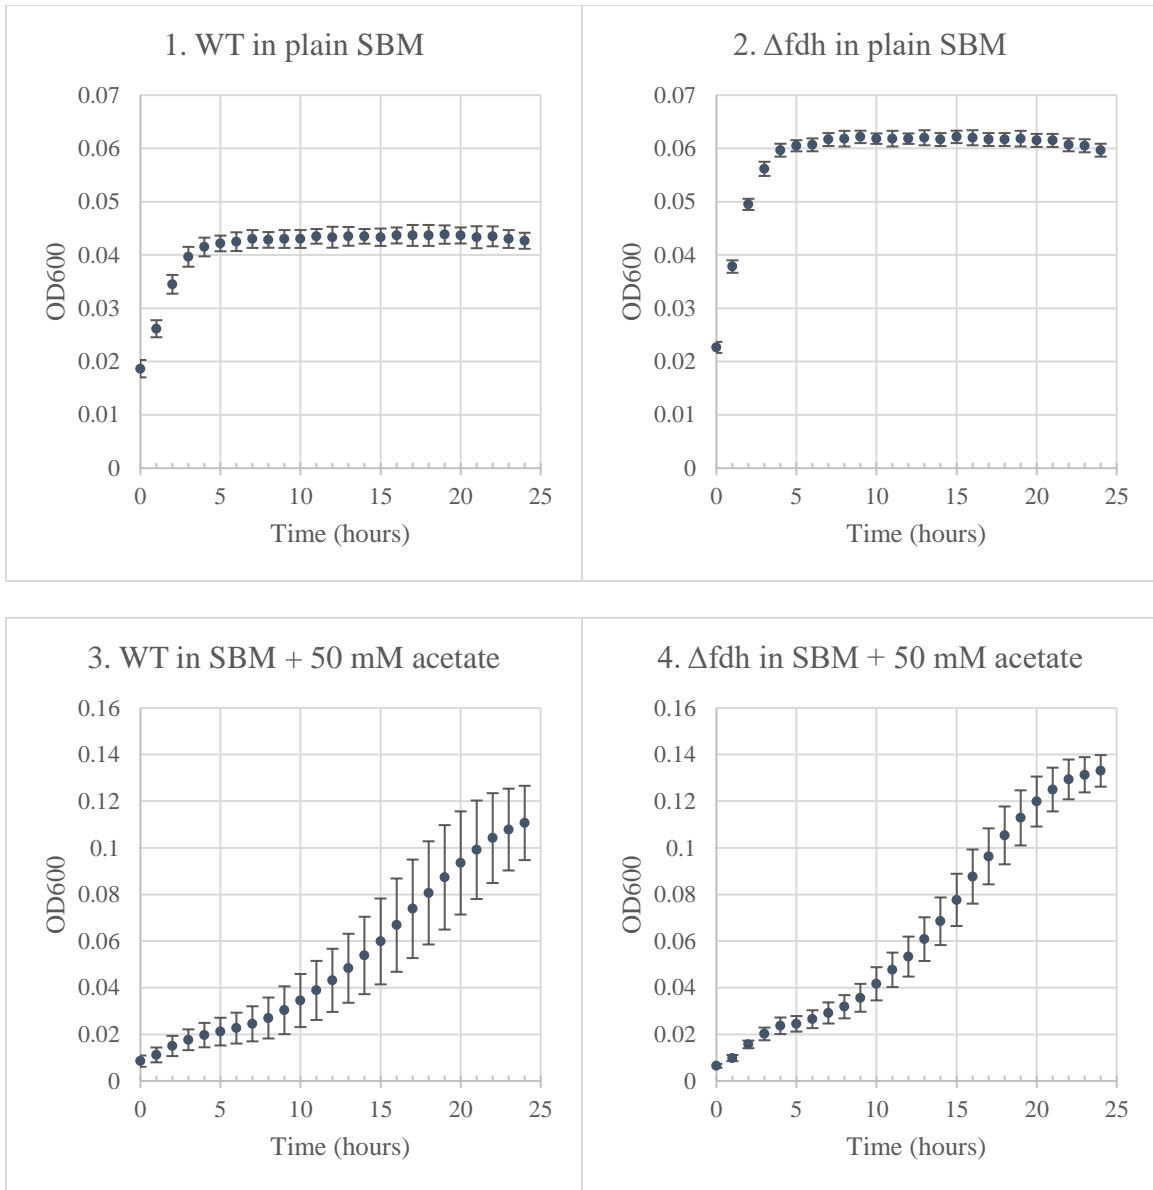 1. WT in plain SBM
0.07
0.06
0.05
0.04
0.03
0.02
0.01
0
OD600
0 5 10 15 20 25
Time (hours)
2. Δfdh in plain SBM
0.07
0.06
0.05
0.04
0.03
0.02
0.01
0
OD600
0 5 10 15 20 25
Time (hours)
3. WT in SBM + 50 mM acetate
0.16
0.14
0.12
0.1
0.08
0.06
0.04
0.02
0
OD600
0 5 10 15 20 25
Time (hours)
4. Δfdh in SBM + 50 mM acetate
0.16
0.14
0.12
0.1
0.08
0.06
0.04
0.02
0
OD600
0 5 10 15 20 25
Time (hours)